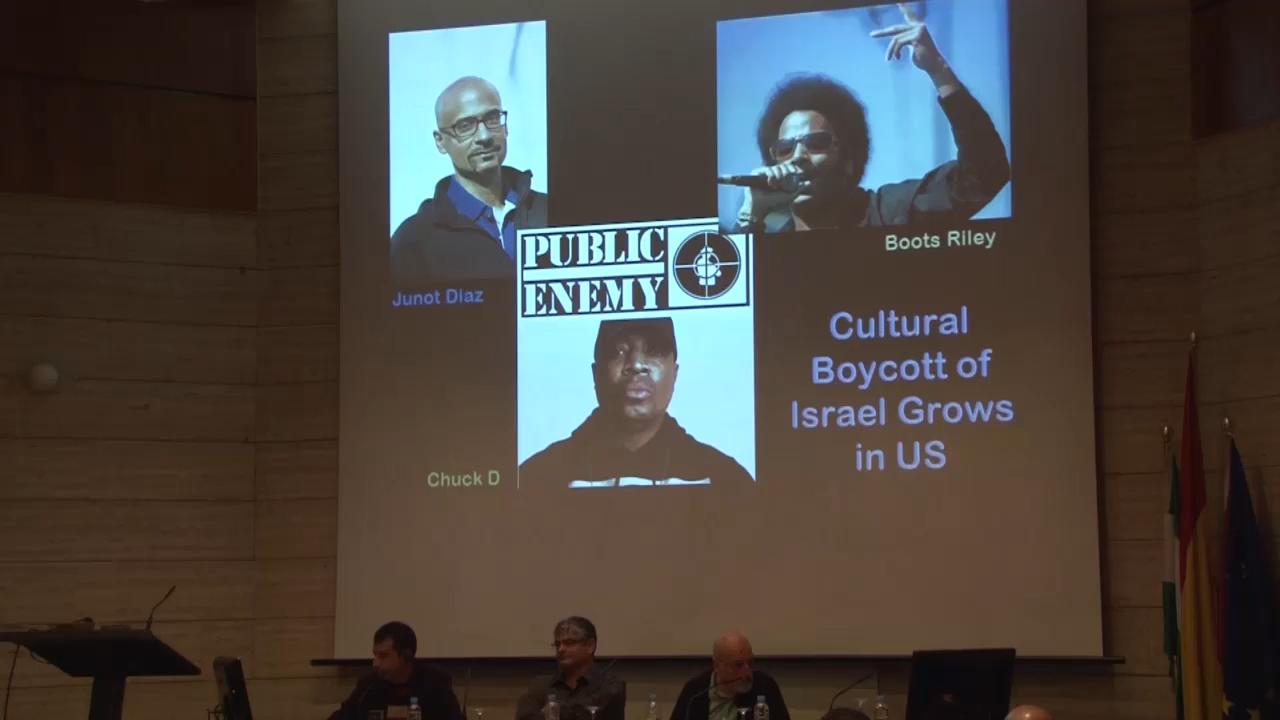 Junot Diaz
PUBLIC
ENEMY
Chuck D
Boots Riley
Cultural
Boycott of
Israel Grows
in US